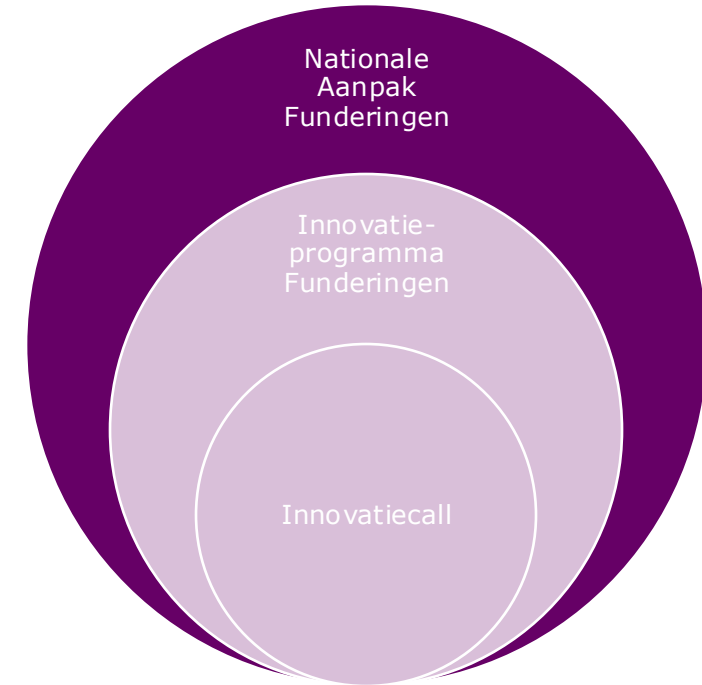 Nationale
Aanpak
Funderingen
Innovatie-
programma
Funderingen
Innovatiecall